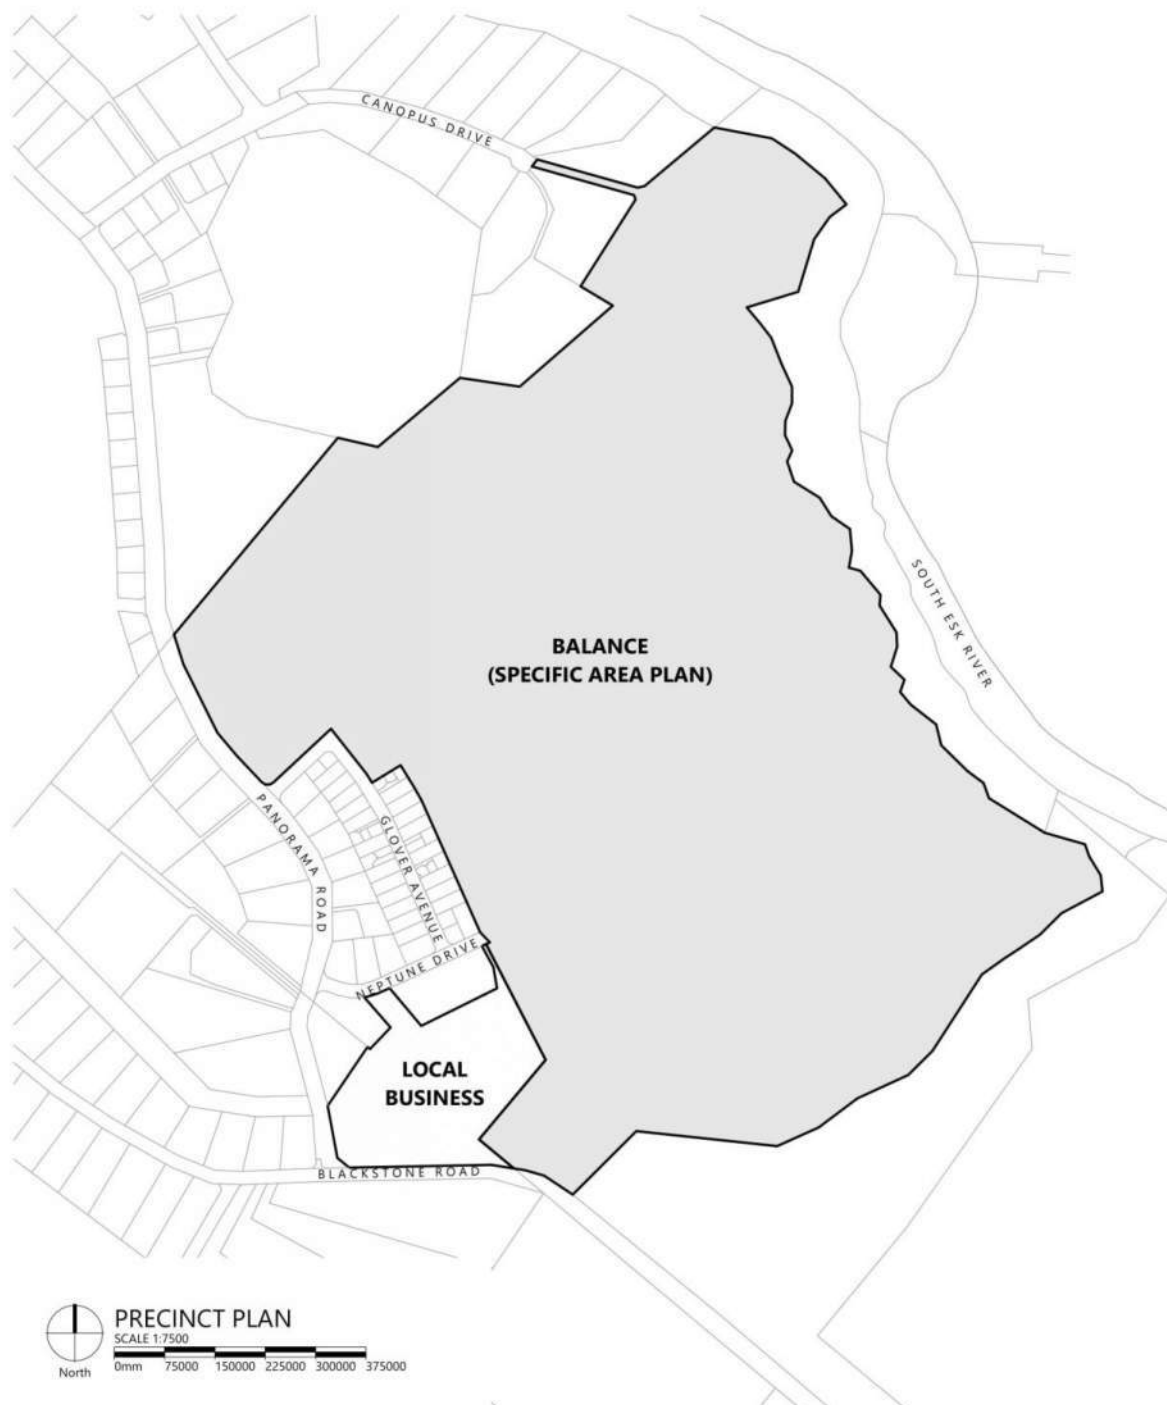 CANOPUS DRIVE
SOUTH ESK RIVER
BALANCE
(SPECIFIC AREA PLAN)
PANORAMA ROAD
GLOVER AVENUE
NEPTUNE DRIVE
LOCAL
BUSINESS
BLACKSTONE ROAD
PRECINCT PLAN
SCALE 1:7500
0mm 75000 150000 225000 300000 375000
North